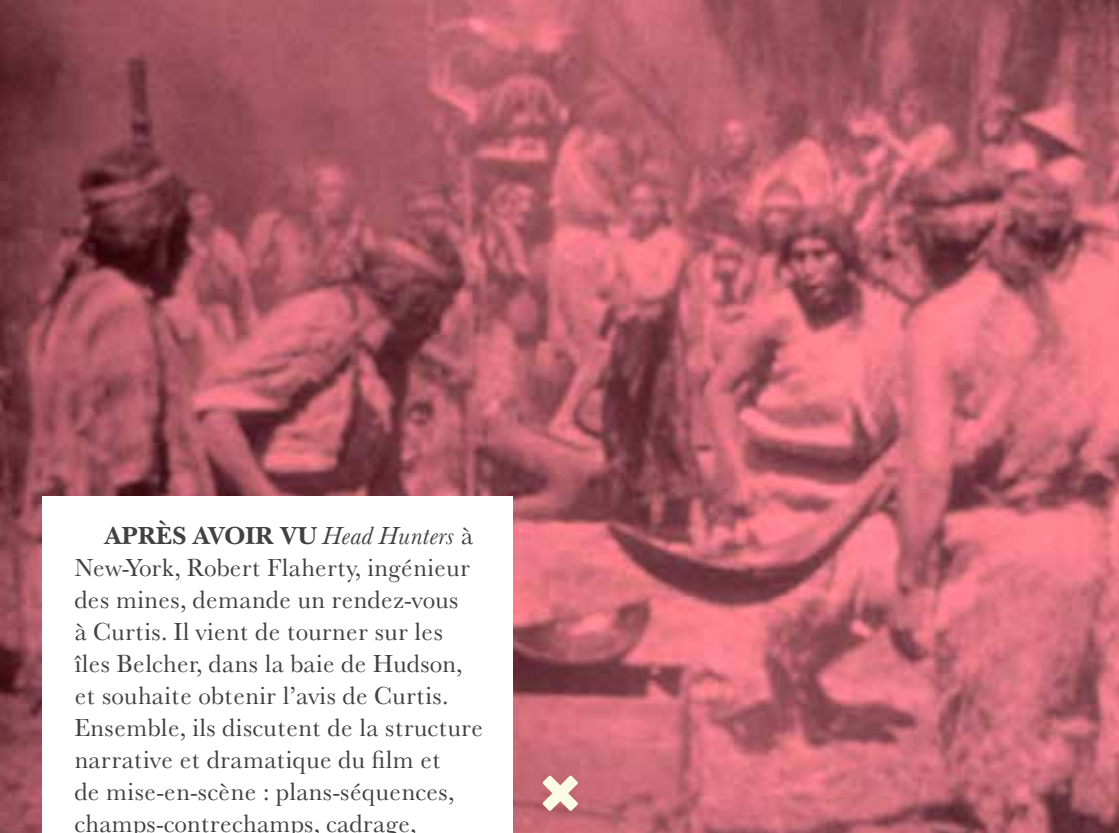 APRÈS AVOIR VU Head Hunters à
New-York, Robert Flaherty, ingénieur
des mines, demande un rendez-vous
à Curtis. Il vient de tourner sur les
îles Belcher, dans la baie de Hudson,
et souhaite obtenir l’avis de Curtis.
Ensemble, ils discutent de la structure
narrative et dramatique du film et
de mise-en-scène : plans-séquences,
champs-contrechamps, cadrage,